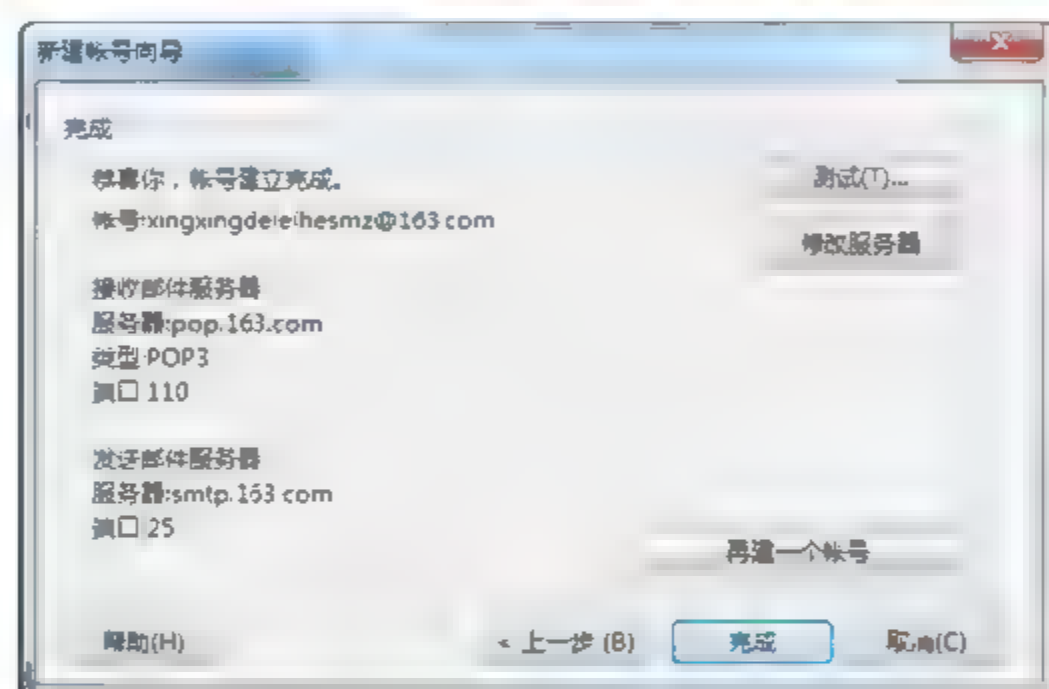 新建帐号向导
完成
恭喜你，帐号建立完成。
测试(T)...
帐号:@163.com
修改服务器
接收邮件服务器
服务器:pop.163.com
类型:POP3
端口:110
发送邮件服务器
服务器:smtp.163.com
端口:25
再建一个帐号
帮助(H)
< 上一步 (B)
完成
取消(C)